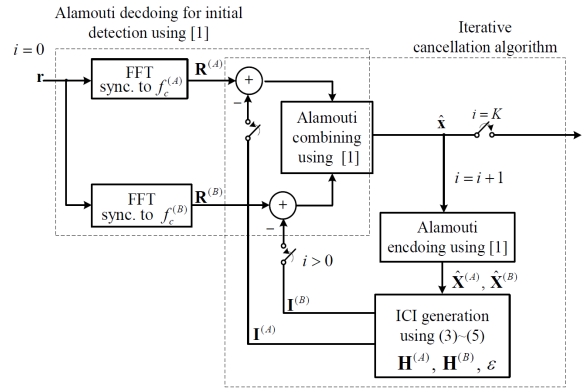 Alamouti decdoing for initial
detection using [1]
Iterative
cancellation algorithm
i=0
r
FFT
sync. to f_c^(A)
R^(A)
+
−
Alamouti
combining
using [1]
x̂
i=K
FFT
sync. to f_c^(B)
R^(B)
+
−
i>0
i=i+1
Alamouti
encdoing using [1]
X̂^(A), X̂^(B)
I^(B)
I^(A)
ICI generation
using (3)~(5)
H^(A), H^(B), ε